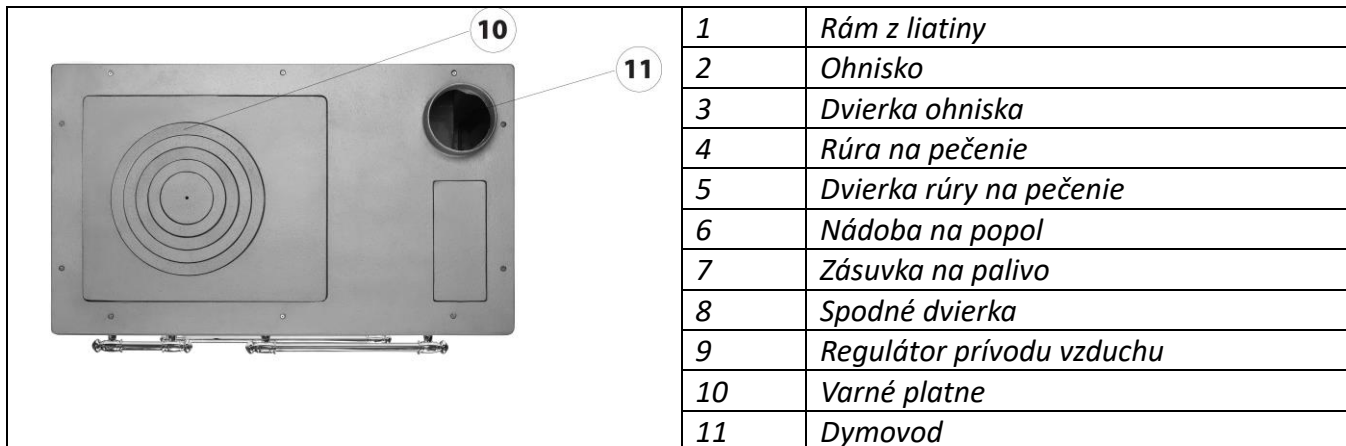 10
11
1 Rám z liatiny
2 Ohnisko
3 Dvierka ohniska
4 Rúra na pečenie
5 Dvierka rúry na pečenie
6 Nádoba na popol
7 Zásuvka na palivo
8 Spodné dvierka
9 Regulátor prívodu vzduchu
10 Varné platne
11 Dymovod